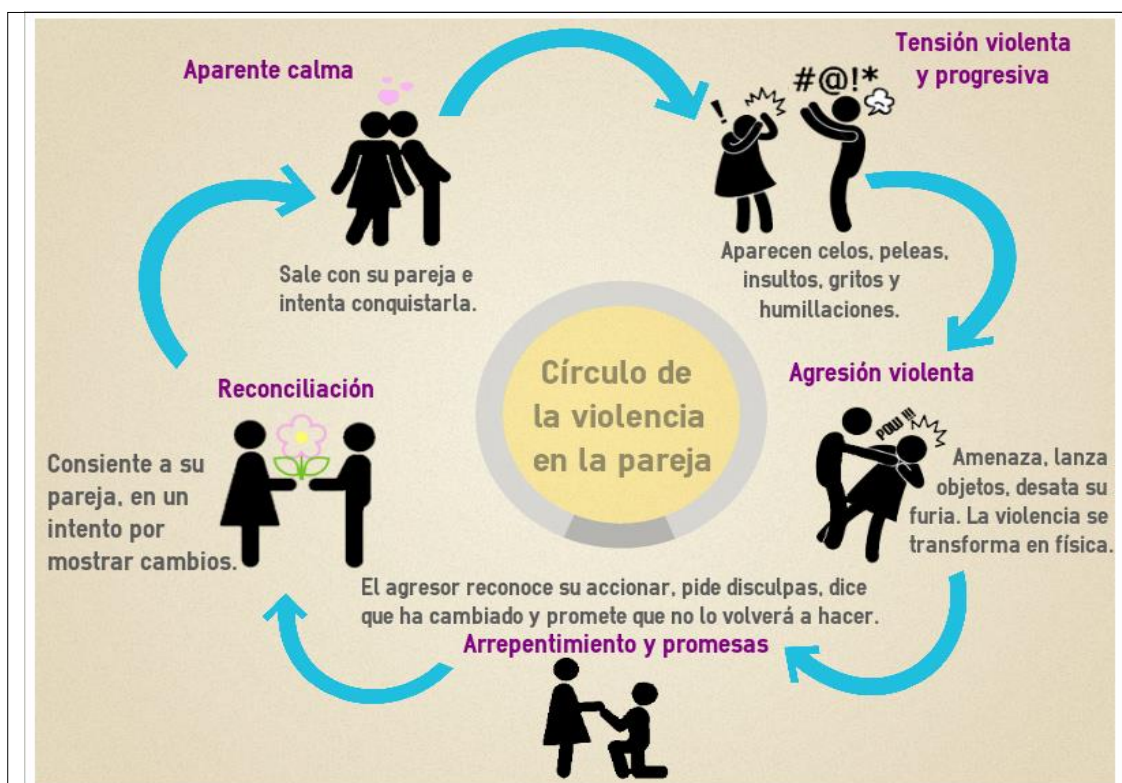 Aparente calma
Sale con su pareja e
intenta conquistarla.
Tensión violenta
y progresiva
#@!*
!
Aparecen celos, peleas,
insultos, gritos y
humillaciones.
Círculo de
la violencia
en la pareja
Agresión violenta
POW !!!
Amenaza, lanza
objetos, desata su
furia. La violencia se
transforma en física.
El agresor reconoce su accionar, pide disculpas, dice
que ha cambiado y promete que no lo volverá a hacer.
Arrepentimiento y promesas
Reconciliación
Consiente a su
pareja, en un
intento por
mostrar cambios.